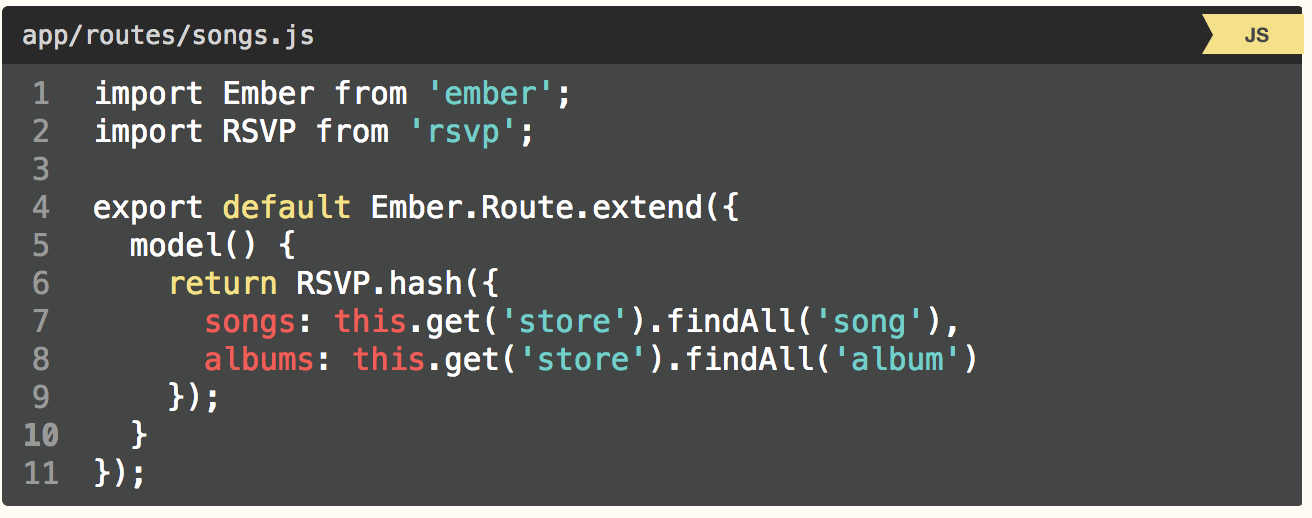 app/routes/songs.js JS
1 import Ember from 'ember';
2 import RSVP from 'rsvp';
3
4 export default Ember.Route.extend({
5   model() {
6     return RSVP.hash({
7       songs: this.get('store').findAll('song'),
8       albums: this.get('store').findAll('album')
9     });
10   }
11 });